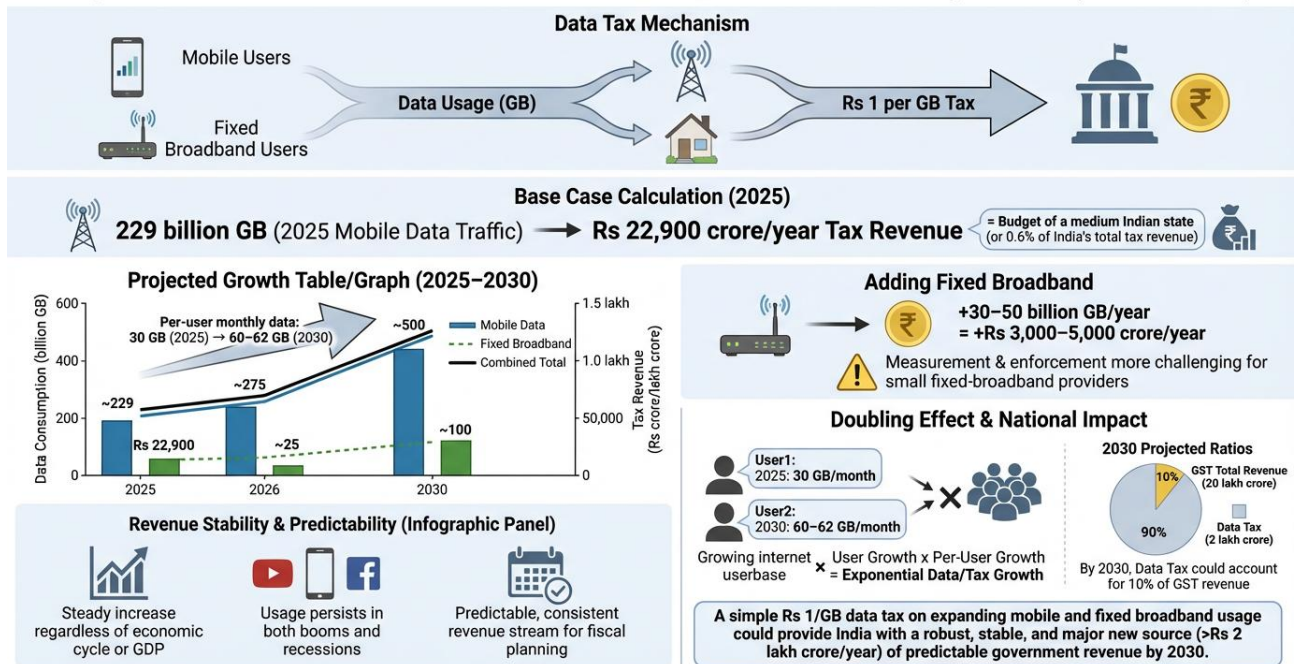 Data Tax Mechanism
Mobile Users
Fixed
Broadband Users
Data Usage (GB)
Rs 1 per GB Tax
₹
Base Case Calculation (2025)
229 billion GB (2025 Mobile Data Traffic)
Rs 22,900 crore/year Tax Revenue
= Budget of a medium Indian state
(or 0.6% of India's total tax revenue)
₹
Projected Growth Table/Graph (2025–2030)
Data Consumption (billion GB)
600
400
200
0
Per-user monthly data:
30 GB (2025) → 60–62 GB (2030)
~229
Rs 22,900
~275
~25
~500
~100
Mobile Data
Fixed Broadband
Combined Total
1.5 lakh
1.0 lakh
50,000
0
Tax Revenue
(Rs crore/lakh crore)
2025
2026
2030
Adding Fixed Broadband
₹
+30–50 billion GB/year
= +Rs 3,000–5,000 crore/year
Measurement & enforcement more challenging for
small fixed-broadband providers
Doubling Effect & National Impact
User1:
2025: 30 GB/month
User2:
2030: 60–62 GB/month
Growing internet
userbase
× User Growth x Per-User Growth
= Exponential Data/Tax Growth
2030 Projected Ratios
10%
90%
GST Total Revenue
(20 lakh crore)
Data Tax
(2 lakh crore)
By 2030, Data Tax could account
for 10% of GST revenue
Revenue Stability & Predictability (Infographic Panel)
Steady increase
regardless of economic
cycle or GDP
Usage persists in
both booms and
recessions
Predictable, consistent
revenue stream for fiscal
planning
A simple Rs 1/GB data tax on expanding mobile and fixed broadband usage
could provide India with a robust, stable, and major new source (>Rs 2
lakh crore/year) of predictable government revenue by 2030.